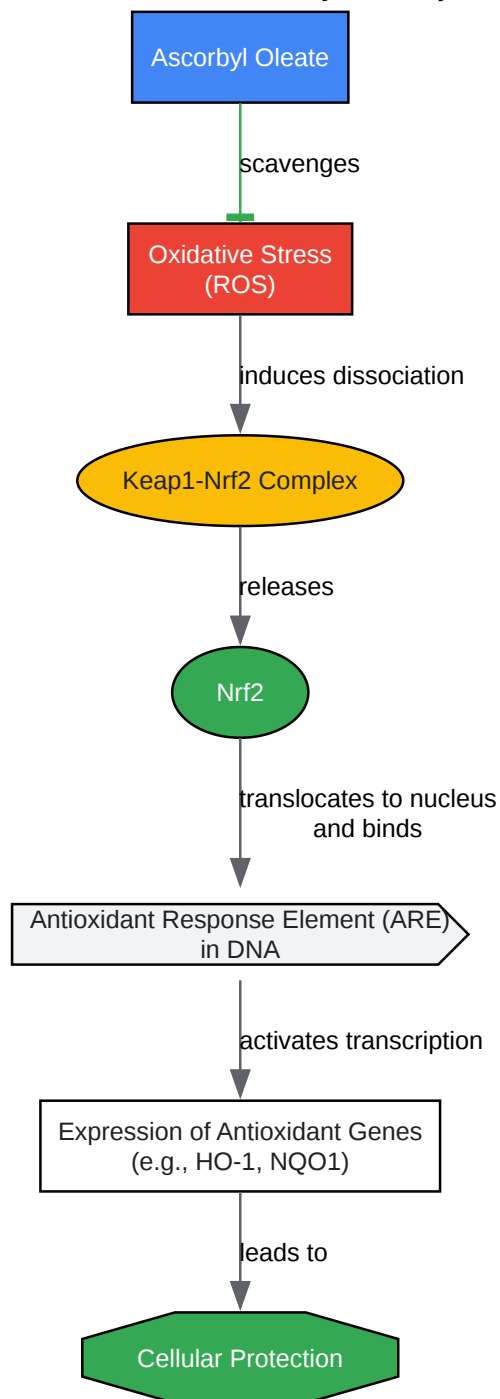 Ascorbyl Oleate
scavenges
Oxidative Stress
(ROS)
induces dissociation
Keap1-Nrf2 Complex
releases
Nrf2
translocates to nucleus
and binds
Antioxidant Response Element (ARE)
in DNA
activates transcription
Expression of Antioxidant Genes
(e.g., HO-1, NQO1)
leads to
Cellular Protection